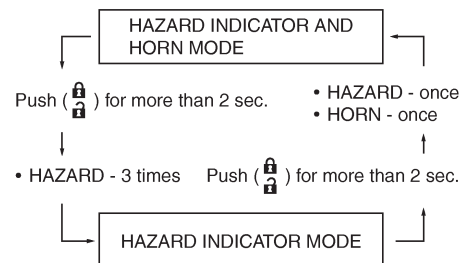 HAZARD INDICATOR AND
HORN MODE
Push ( ) for more than 2 sec.
• HAZARD - once
• HORN - once
• HAZARD - 3 times
Push ( ) for more than 2 sec.
HAZARD INDICATOR MODE